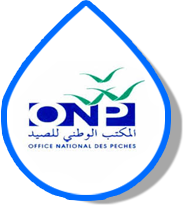 ONP
المكتب الوطني للصيد
OFFICE NATIONAL DES PECHES